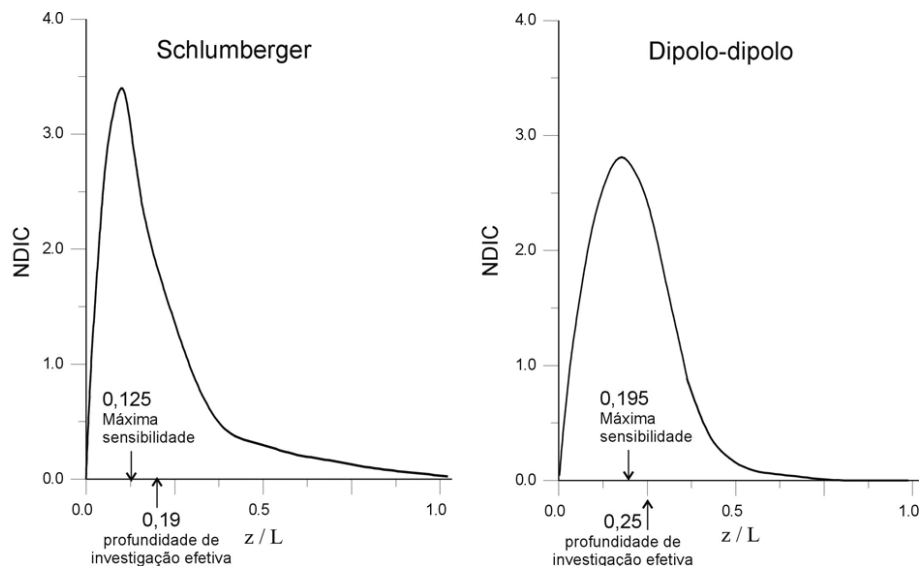 Schlumberger
4.0
3.0
2.0
1.0
0.0
NDIC
0,125
Máxima
sensibilidade
0.0
0.5
1.0
0,19
z / L
profundidade de
investigação efetiva
Dipolo-dipolo
4.0
3.0
2.0
1.0
0.0
NDIC
0,195
Máxima
sensibilidade
0.0
0.5
1.0
0,25
z / L
profundidade de
investigação efetiva